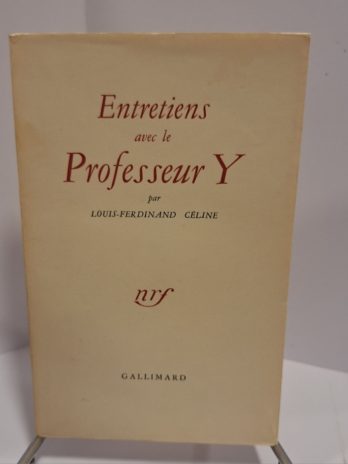 Entretiens
avec le
Professeur Y
par
LOUIS-FERDINAND CÉLINE
nrf
GALLIMARD